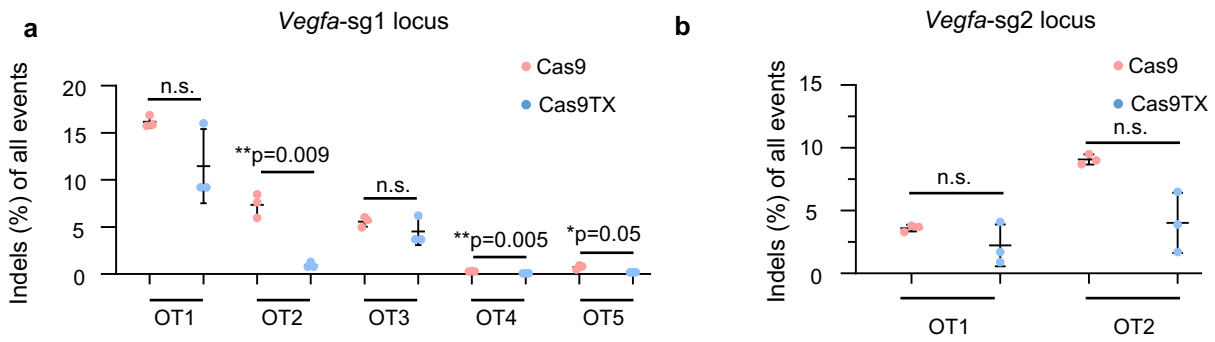 a
Vegfa-sg1 locus
Cas9
Cas9TX
Indels (%) of all events
20
15
10
5
0
n.s.
**p=0.009
n.s.
**p=0.005
*p=0.05
OT1
OT2
OT3
OT4
OT5
b
Vegfa-sg2 locus
Cas9
Cas9TX
Indels (%) of all events
15
10
5
0
n.s.
n.s.
OT1
OT2